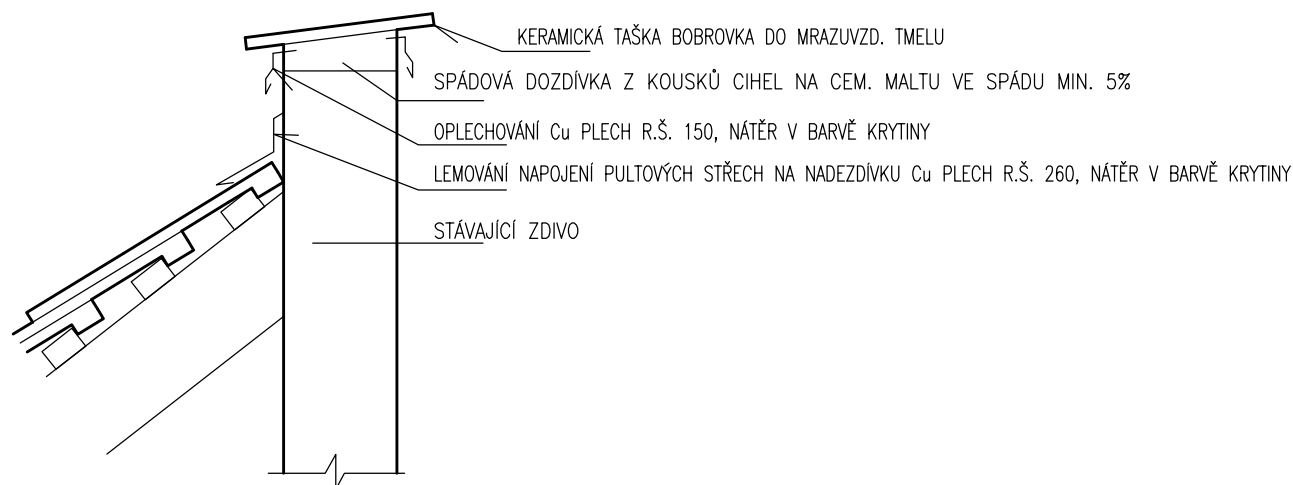 KERAMICKÁ TAŠKA BOBROVKA DO MRAZUVZD. TMELU
SPÁDOVÁ DOZDÍVKA Z KOUSKŮ CIHEL NA CEM. MALTU VE SPÁDU MIN. 5%
OPLECHOVÁNÍ Cu PLECH R.Š. 150, NÁTĚR V BARVĚ KRYTINY
LEMOVÁNÍ NAPOJENÍ PULTOVÝCH STŘECH NA NADEZDÍVKU Cu PLECH R.Š. 260, NÁTĚR V BARVĚ KRYTINY
STÁVAJÍCÍ ZDIVO